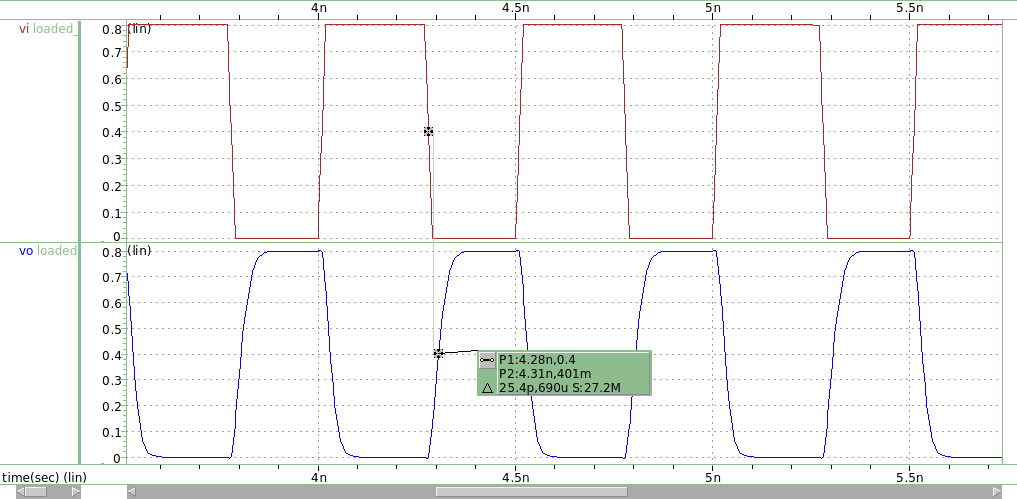 4n 4.5n 5n 5.5n
vi loaded_ (lin)
0.8
0.7
0.6
0.5
0.4
0.3
0.2
0.1
0
vo loaded (lin)
0.8
0.7
0.6
0.5
0.4
0.3
0.2
0.1
0
P1:4.28n,0.4
P2:4.31n,401m
△ 25.4p,690u S:27.2M
time(sec) (lin) 4n 4.5n 5n 5.5n